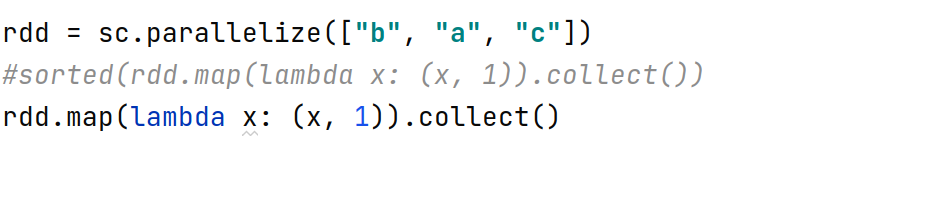 rdd = sc.parallelize(["b", "a", "c"])
#sorted(rdd.map(lambda x: (x, 1)).collect())
rdd.map(lambda x: (x, 1)).collect()